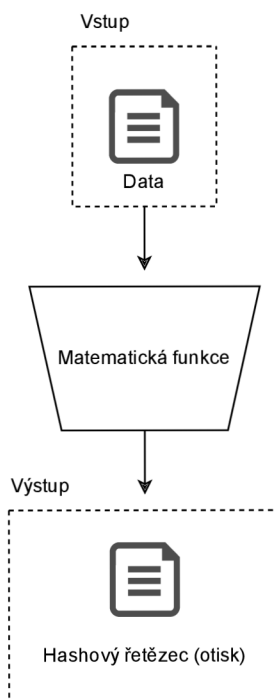 Vstup
Data
Matematická funkce
Výstup
Hashový řetězec (otisk)